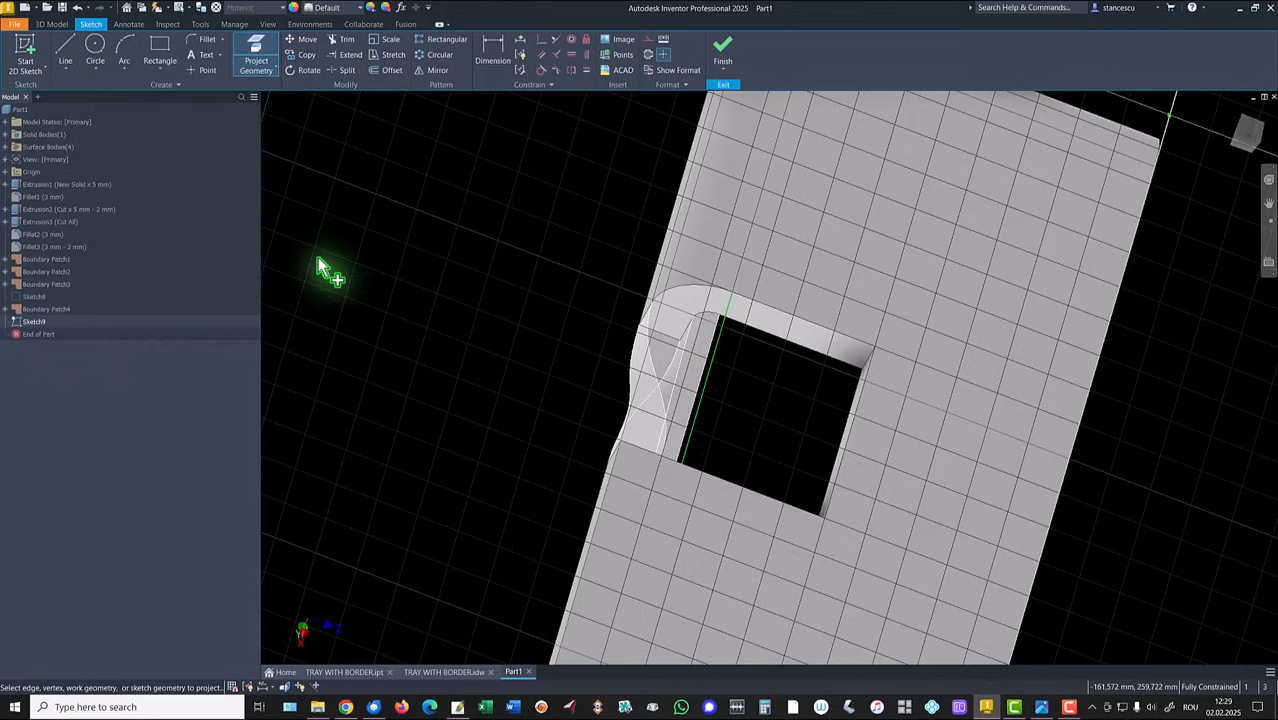 Material Default Autodesk Inventor Professional 2025 Part1 Search Help & Commands... stancescu
File 3D Model Sketch Annotate Inspect Tools Manage View Environments Collaborate Fusion
Start 2D Sketch Line Circle Arc Rectangle Fillet Text Point Project Geometry Move Copy Rotate Trim Extend Split Scale Stretch Offset Rectangular Circular Mirror Dimension Image Points ACAD Show Format Finish
Sketch Create Modify Pattern Constrain Insert Format Exit
Model
Part1
Model States: [Primary]
Solid Bodies(1)
Surface Bodies(4)
View: [Primary]
Origin
Extrusion1 (New Solid x 5 mm)
Fillet1 (3 mm)
Extrusion2 (Cut x 5 mm - 2 mm)
Extrusion3 (Cut All)
Fillet2 (3 mm)
Fillet3 (3 mm - 2 mm)
Boundary Patch1
Boundary Patch2
Boundary Patch3
Sketch8
Boundary Patch4
Sketch9
End of Part
Y Z X
Home TRAY WITH BORDER.ipt TRAY WITH BORDER.idw Part1
Select edge, vertex, work geometry, or sketch geometry to project... -161,572 mm, 259,722 mm Fully Constrained 1 3
Type here to search ROU 12:29
02.02.2025